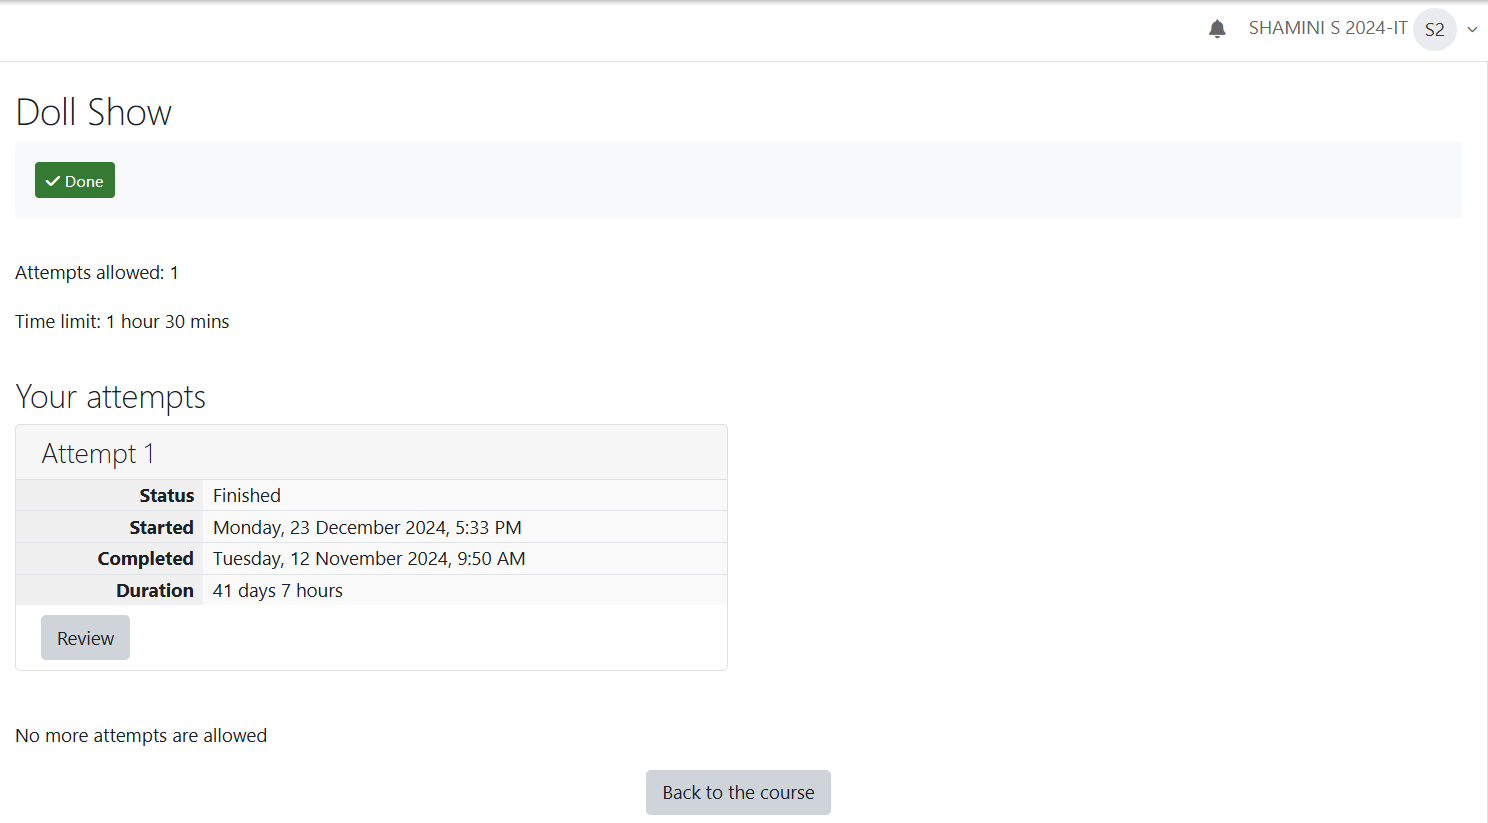 SHAMINI S 2024-IT S2
Doll Show
Done
Attempts allowed: 1
Time limit: 1 hour 30 mins
Your attempts
Attempt 1
Status Finished
Started Monday, 23 December 2024, 5:33 PM
Completed Tuesday, 12 November 2024, 9:50 AM
Duration 41 days 7 hours
Review
No more attempts are allowed
Back to the course